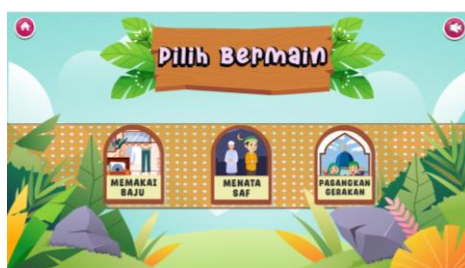 Pilih Bermain
MEMAKAI
BAJU
MENATA
SAF
PASANGKAN
GERAKAN